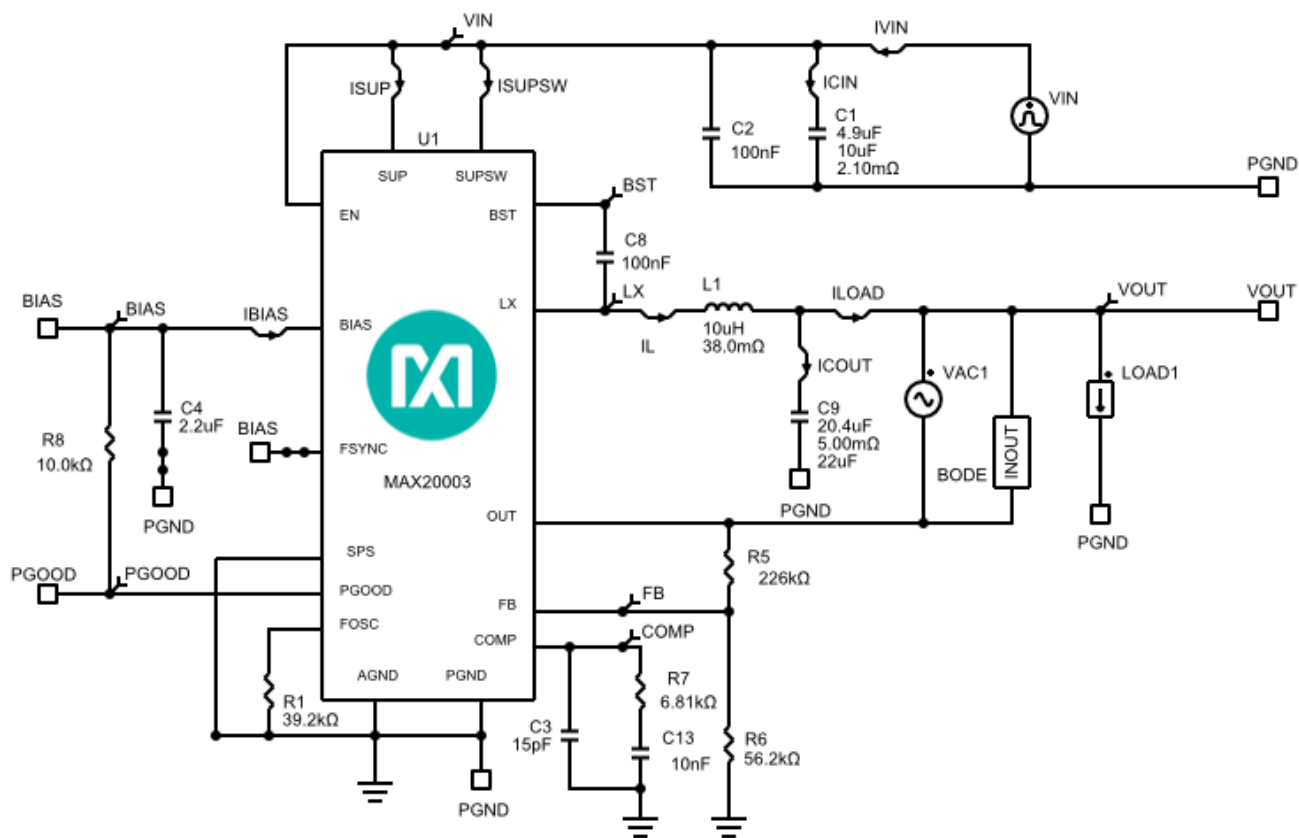 VIN
IVIN
ISUP
ISUPSW
ICIN
VIN
U1
C2
100nF
C1
4.9uF
10uF
2.10mΩ
PGND
SUP
SUPSW
EN
BST
BST
C8
100nF
BIAS
BIAS
IBIAS
BIAS
LX
LX
L1
10uH
38.0mΩ
IL
ILOAD
VOUT
VOUT
ICOUT
VAC1
LOAD1
C4
2.2uF
C9
20.4uF
5.00mΩ
22uF
R8
10.0kΩ
BIAS
FSYNC
MAX20003
BODE
INOUT
PGND
PGND
OUT
PGND
SPS
R5
226kΩ
PGOOD
PGOOD
PGOOD
FB
FB
FOSC
COMP
COMP
AGND
PGND
R7
6.81kΩ
R1
39.2kΩ
C3
15pF
C13
10nF
R6
56.2kΩ
PGND